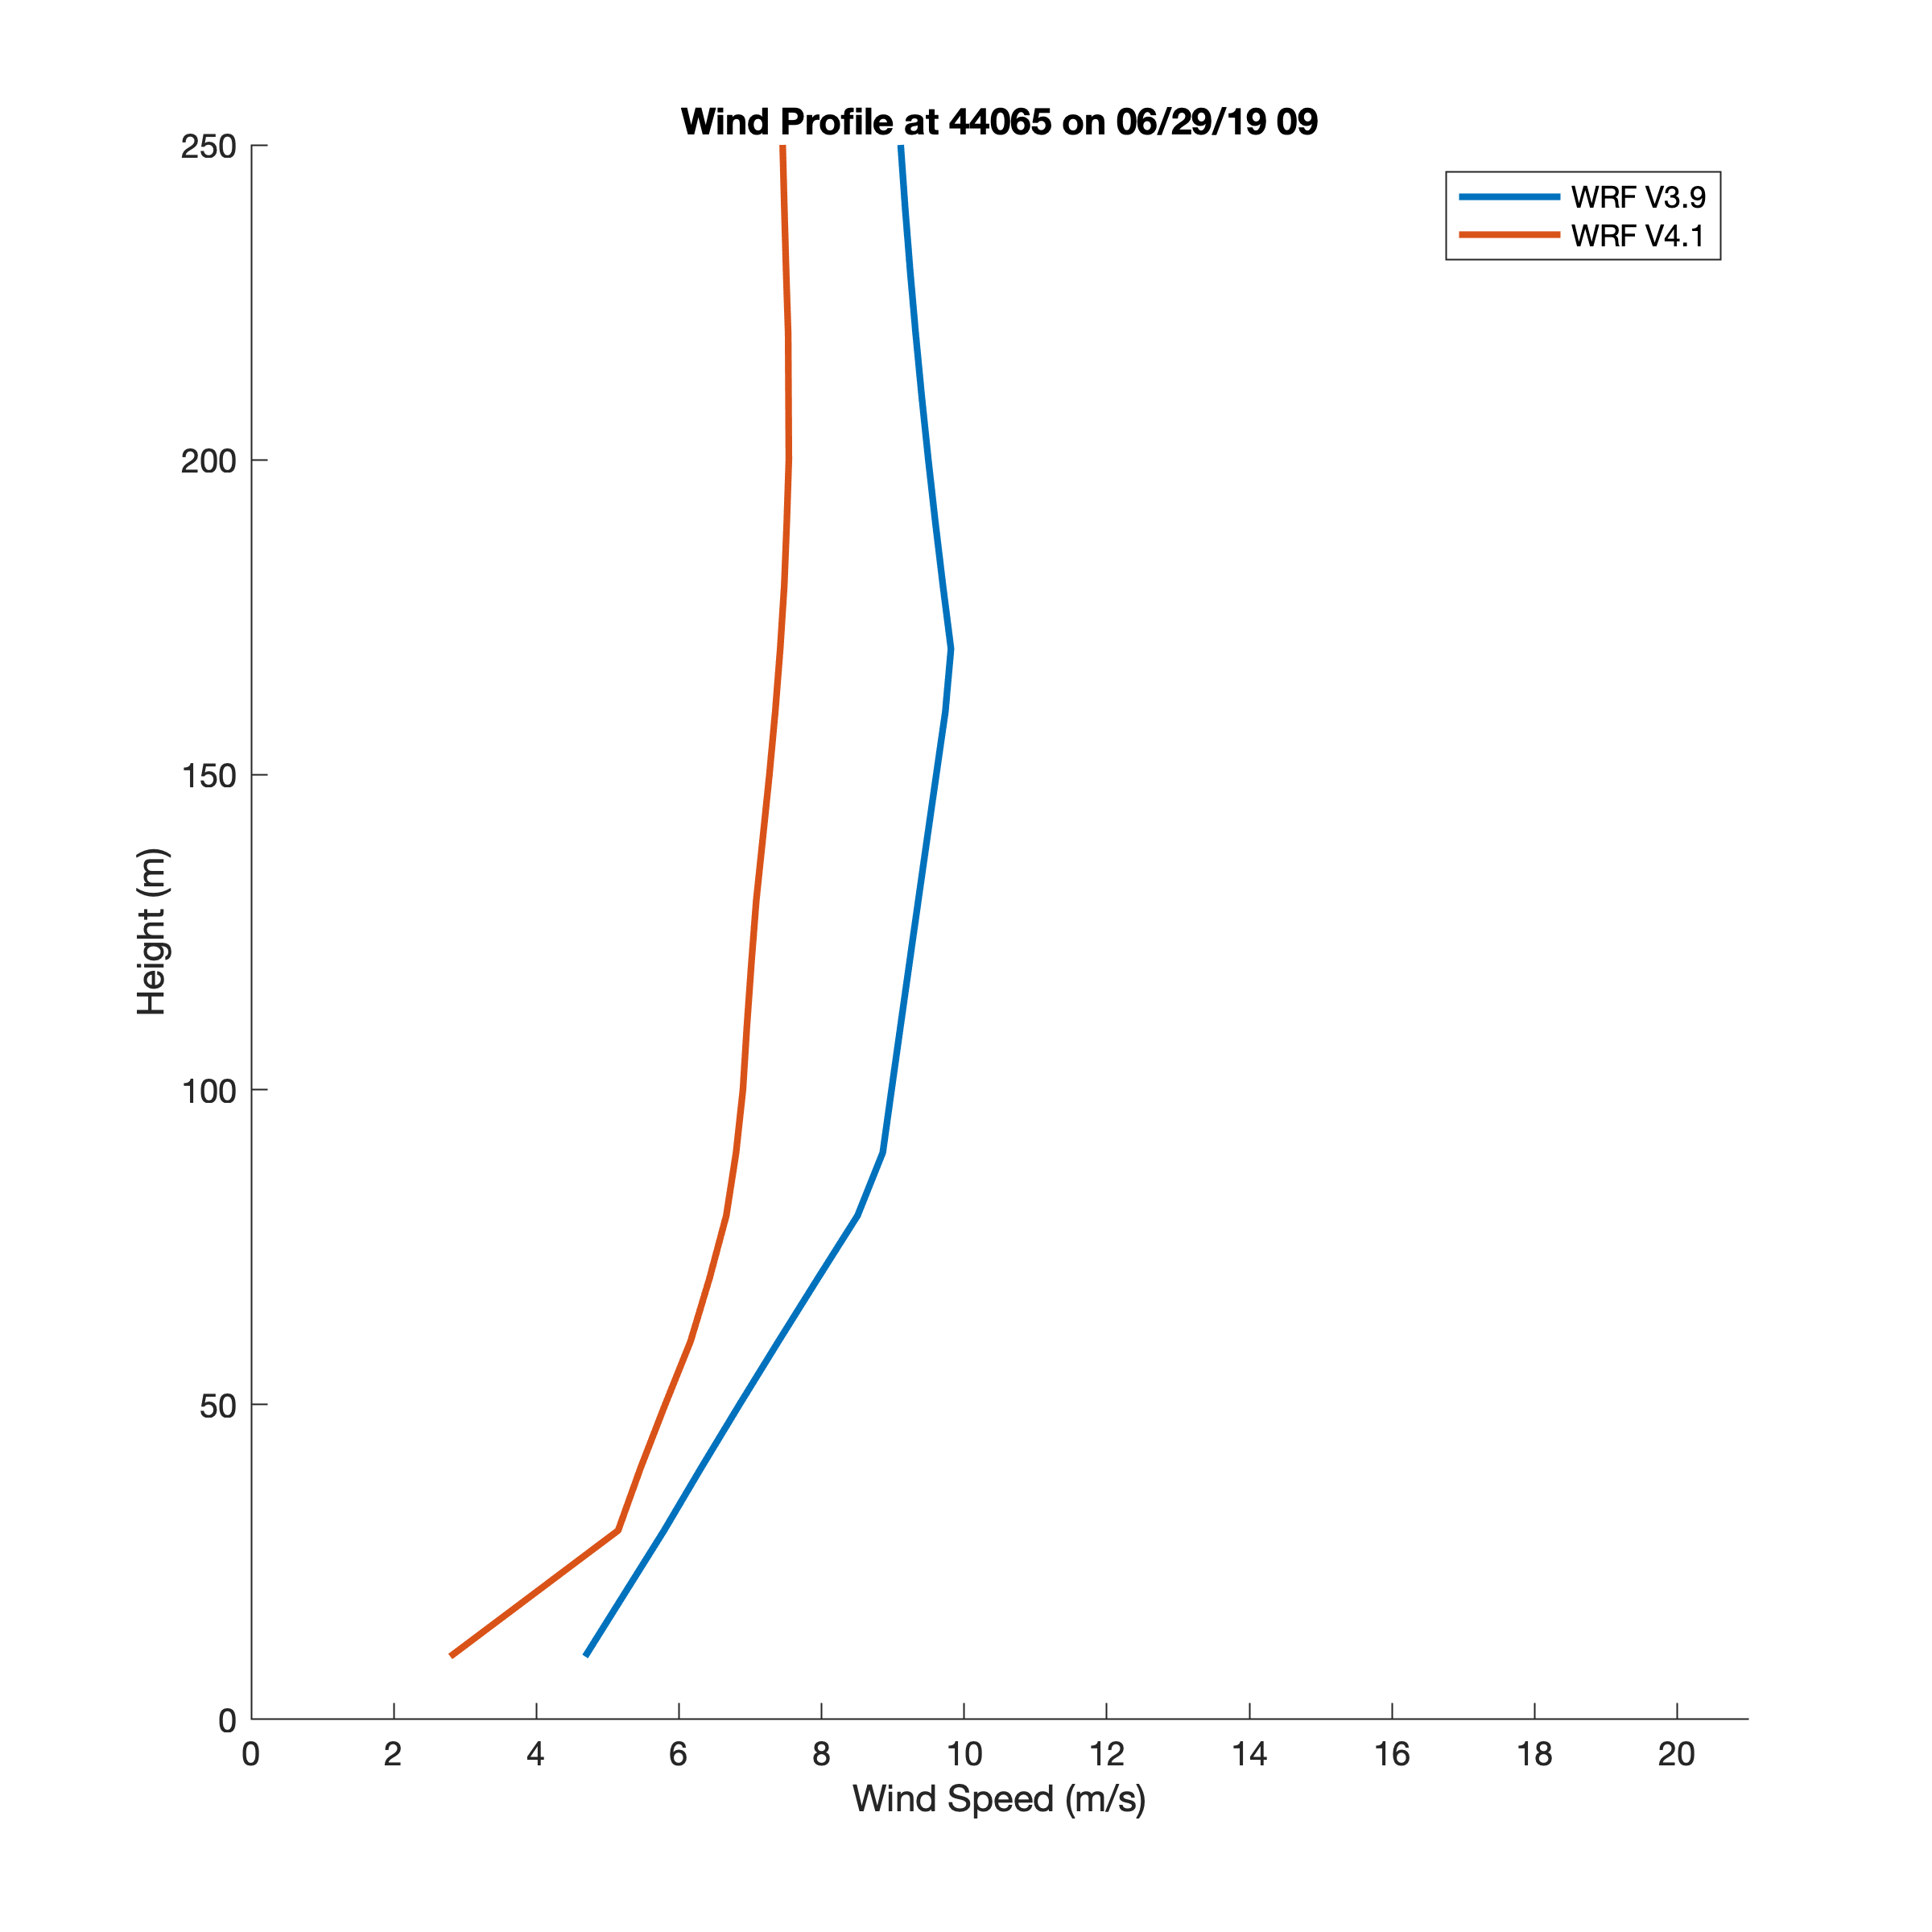 Wind Profile at 44065 on 06/29/19 09
WRF V3.9
WRF V4.1
250
200
150
100
50
0
Height (m)
0 2 4 6 8 10 12 14 16 18 20
Wind Speed (m/s)